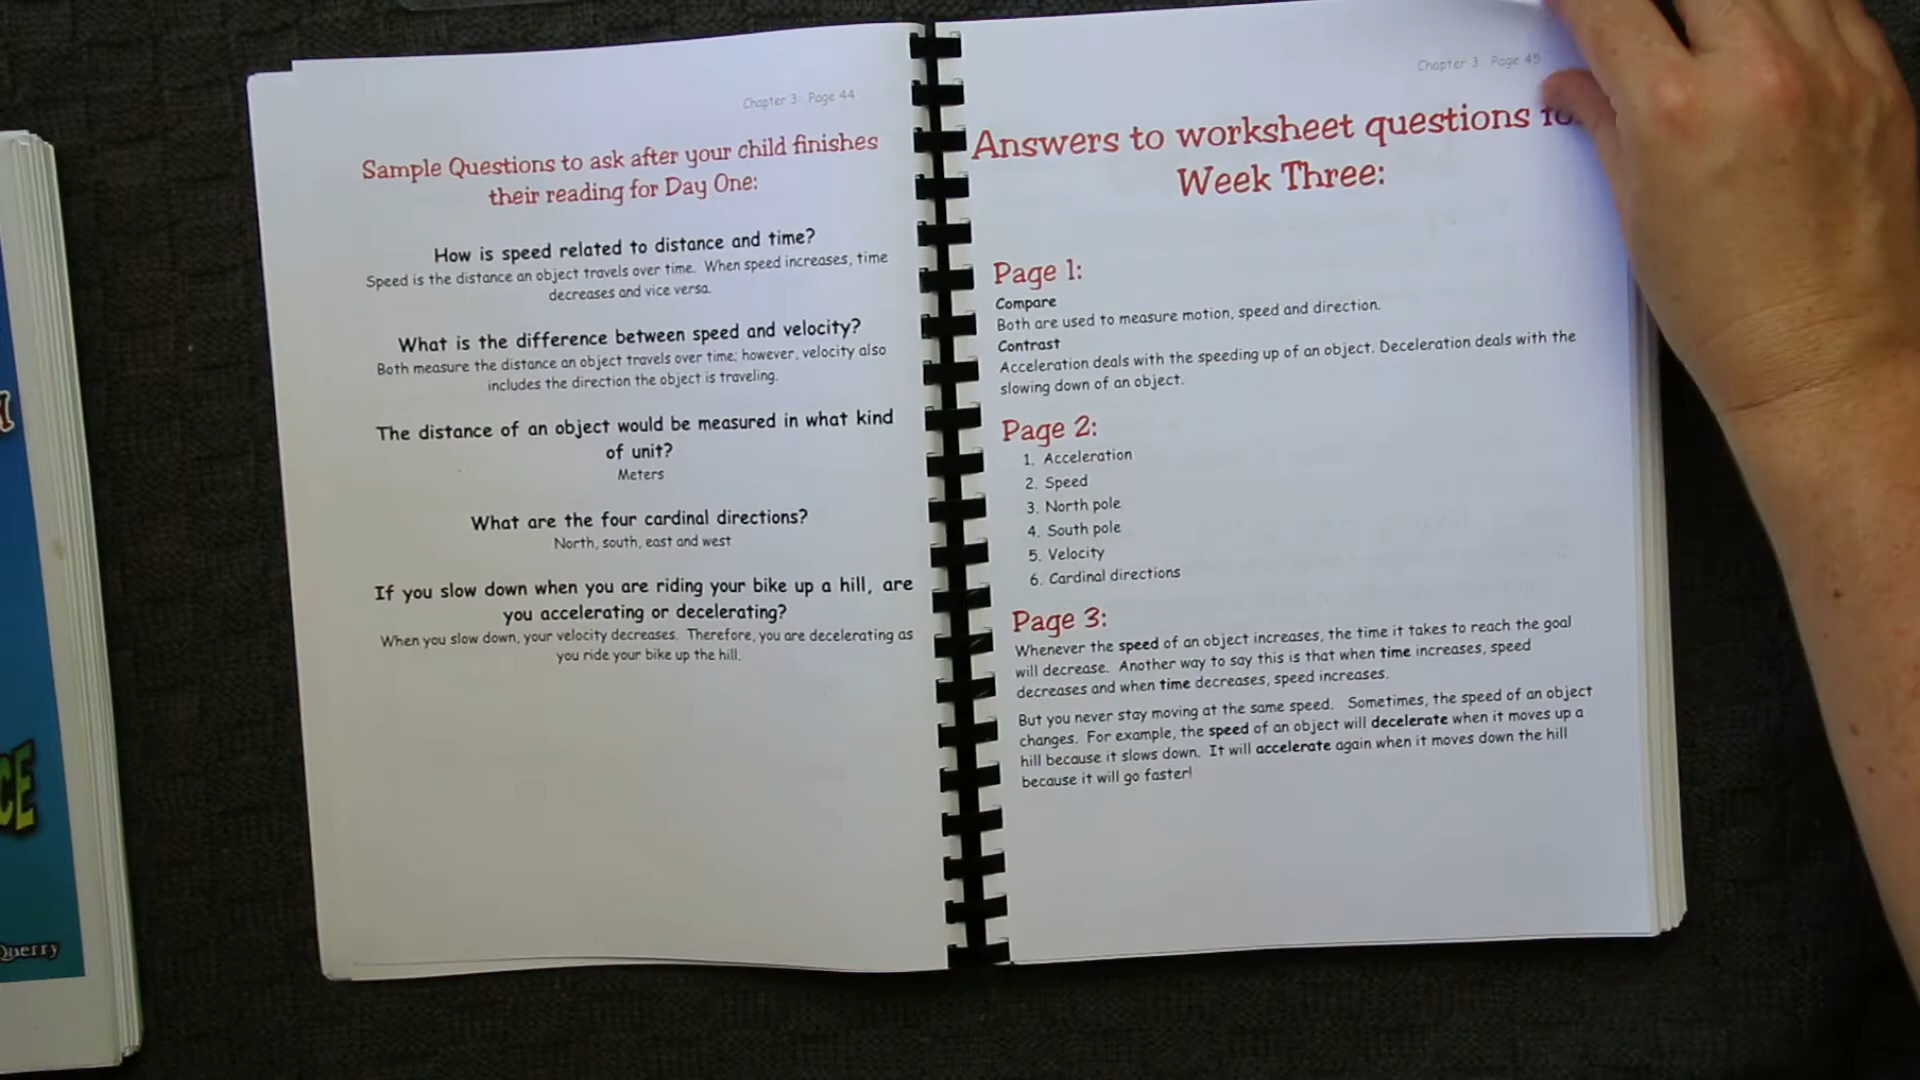 Chapter 3 Page 44
Sample Questions to ask after your child finishes
their reading for Day One:
How is speed related to distance and time?
Speed is the distance an object travels over time. When speed increases, time
decreases and vice versa.
What is the difference between speed and velocity?
Both measure the distance an object travels over time; however, velocity also
includes the direction the object is traveling.
The distance of an object would be measured in what kind
of unit?
Meters
What are the four cardinal directions?
North, south, east and west
If you slow down when you are riding your bike up a hill, are
you accelerating or decelerating?
When you slow down, your velocity decreases. Therefore, you are decelerating as
you ride your bike up the hill.
Chapter 3 Page 45
Answers to worksheet questions
Week Three:
Page 1:
Compare
Both are used to measure motion, speed and direction.
Contrast
Acceleration deals with the speeding up of an object. Deceleration deals with the
slowing down of an object.
Page 2:
1. Acceleration
2. Speed
3. North pole
4. South pole
5. Velocity
6. Cardinal directions
Page 3:
Whenever the speed of an object increases, the time it takes to reach the goal
will decrease. Another way to say this is that when time increases, speed
decreases and when time decreases, speed increases.
But you never stay moving at the same speed. Sometimes, the speed of an object
changes. For example, the speed of an object will decelerate when it moves up a
hill because it slows down. It will accelerate again when it moves down the hill
because it will go faster!
Querry